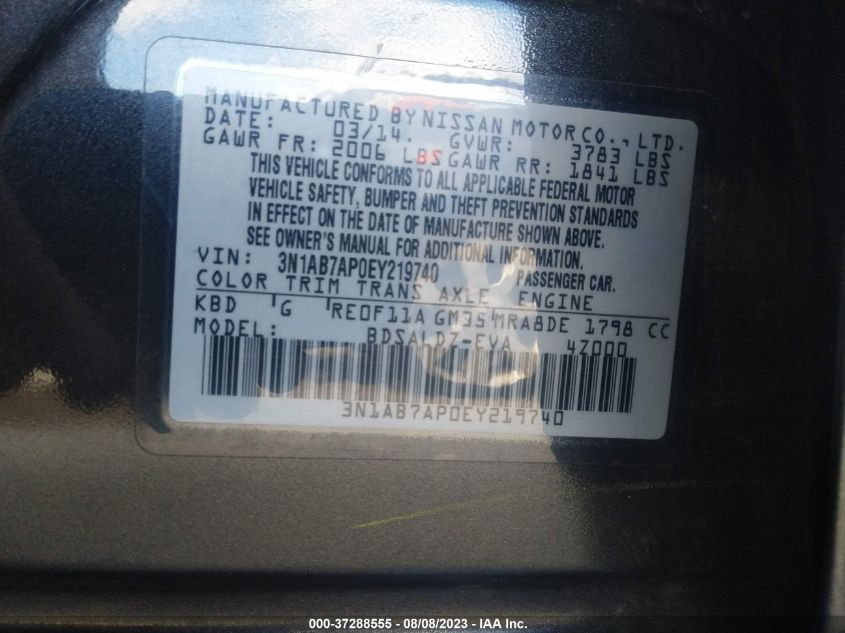 MANUFACTURED BY NISSAN MOTOR CO., LTD.
DATE: 03/14. GVWR: 3783 LBS
GAWR FR: 2006 LBS GAWR RR: 1841 LBS
THIS VEHICLE CONFORMS TO ALL APPLICABLE FEDERAL MOTOR
VEHICLE SAFETY, BUMPER AND THEFT PREVENTION STANDARDS
IN EFFECT ON THE DATE OF MANUFACTURE SHOWN ABOVE.
SEE OWNER'S MANUAL FOR ADDITIONAL INFORMATION.
VIN: 3N1AB7AP0EY219740 PASSENGER CAR.
COLOR TRIM TRANS AXLE ENGINE
KBD G RE0F11A GM35 MRA8DE 1798 CC
MODEL: BDSALDZ-EVA 4Z000
3N1AB7AP0EY219740
000-37288555 - 08/08/2023 - IAA Inc.